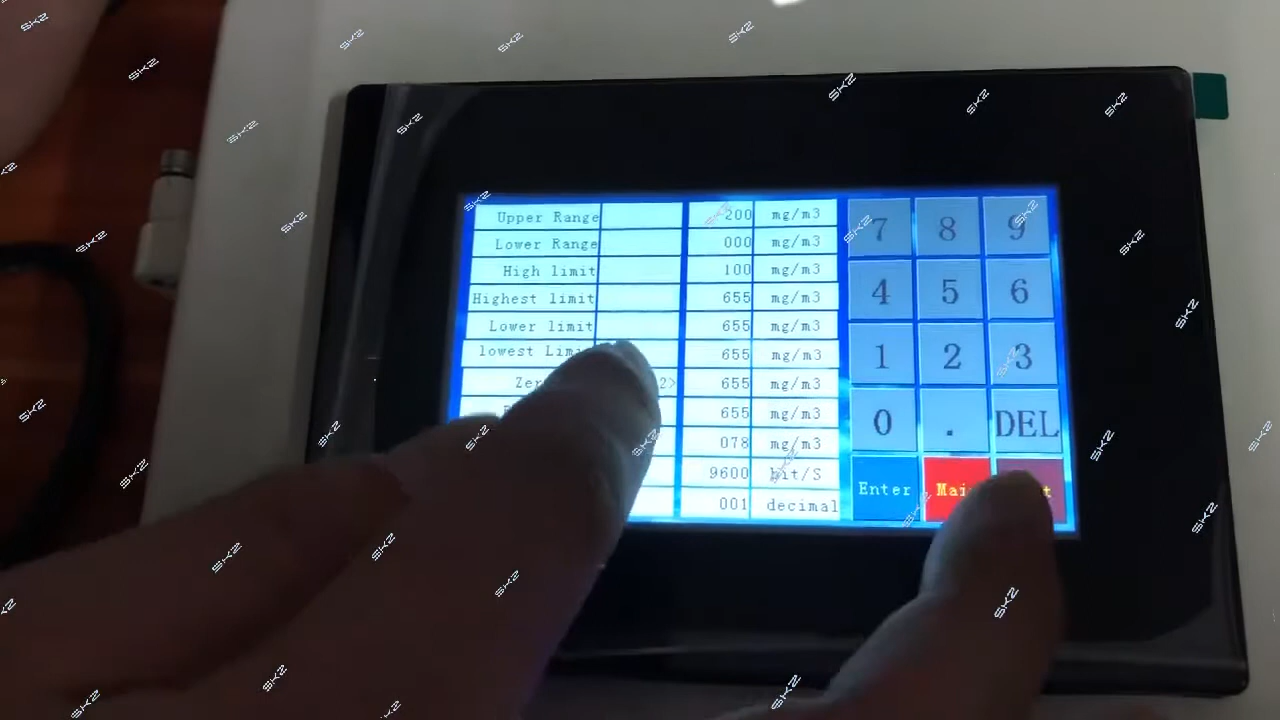 Upper Range 200 mg/m3 7 8 9
Lower Range 000 mg/m3
High limit 100 mg/m3 4 5 6
Highest limit 655 mg/m3
Lower limit 655 mg/m3 1 2 3
lowest 655 mg/m3
2> 655 mg/m3 0 . DEL
655 mg/m3
078 mg/m3
9600 bit/S Enter
001 decimal
SKZ